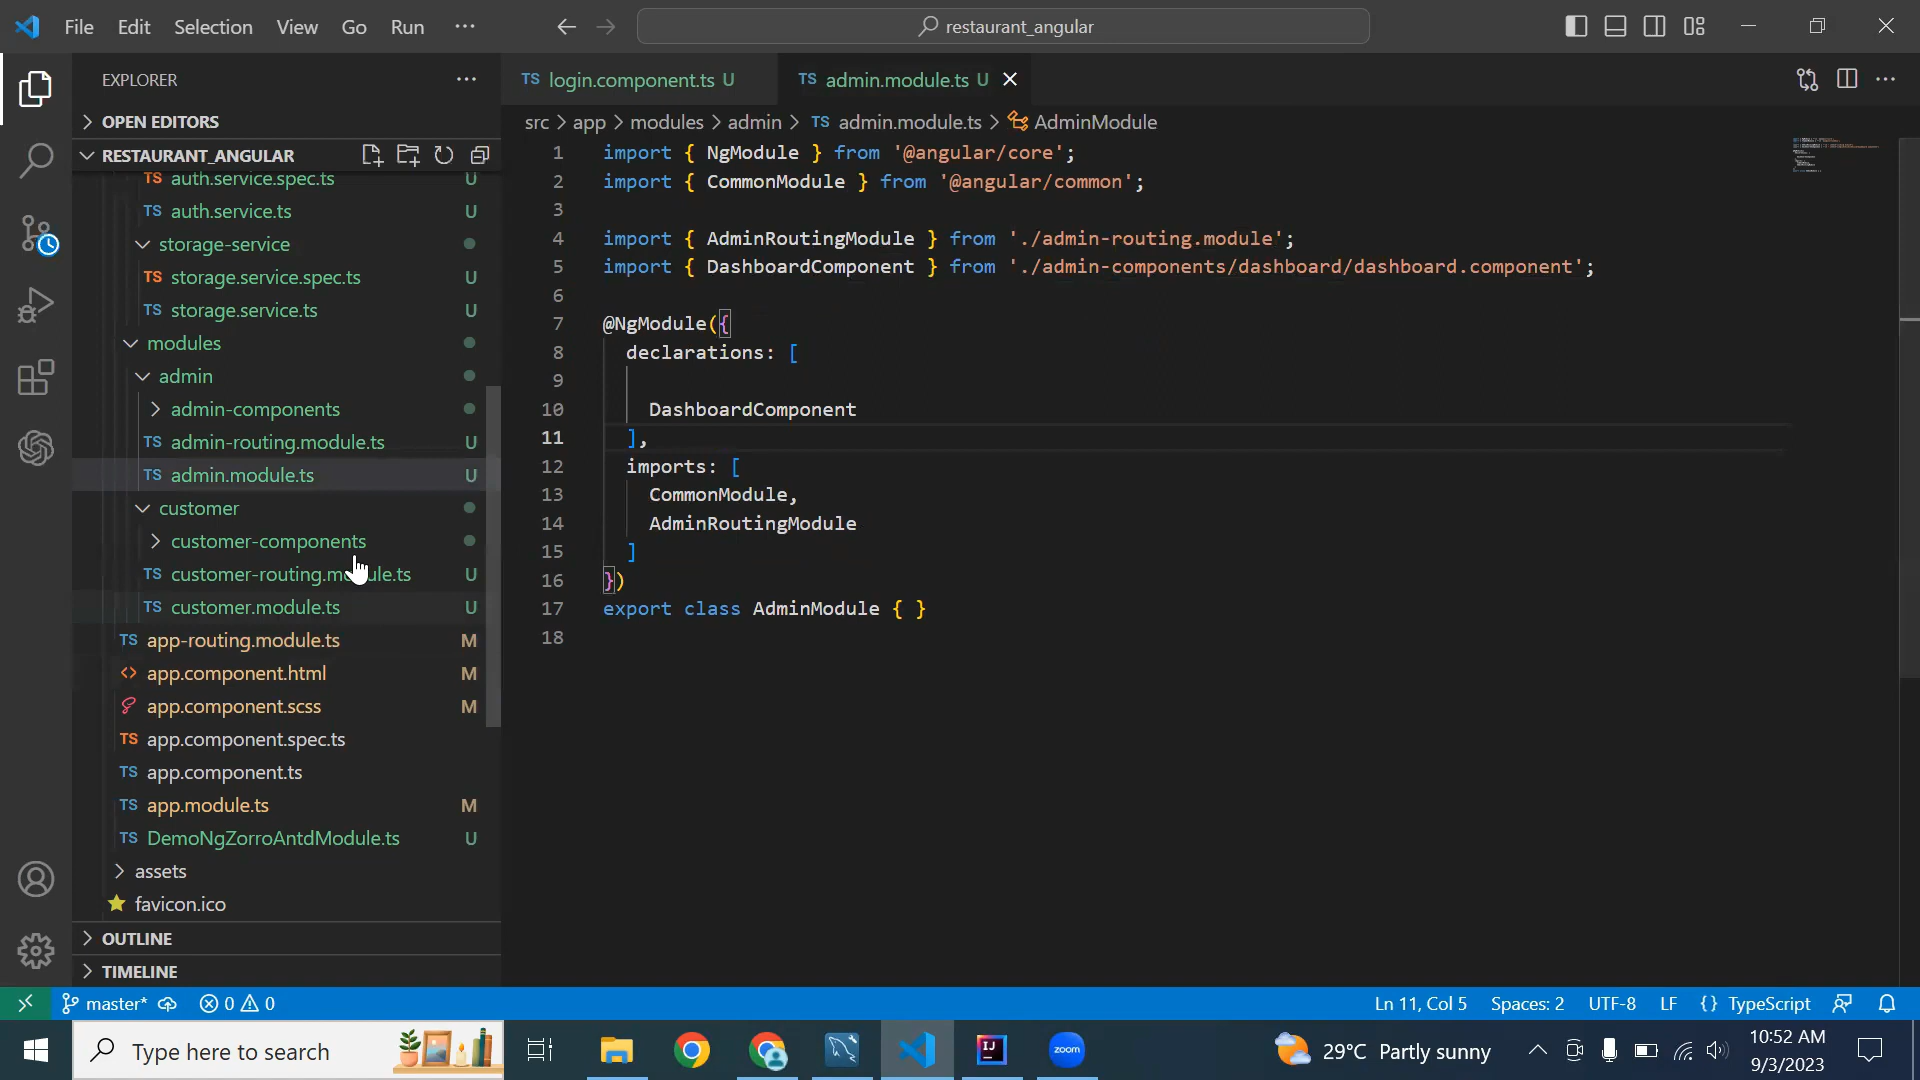 File Edit Selection View Go Run ···
restaurant_angular
EXPLORER ···
OPEN EDITORS
RESTAURANT_ANGULAR
TS auth.service.spec.ts U
TS auth.service.ts U
storage-service
TS storage.service.spec.ts U
TS storage.service.ts U
modules
admin
admin-components
TS admin-routing.module.ts U
TS admin.module.ts U
customer
customer-components
TS customer-routing.module.ts U
TS customer.module.ts U
TS app-routing.module.ts M
<> app.component.html M
app.component.scss M
TS app.component.spec.ts
TS app.component.ts
TS app.module.ts M
TS DemoNgZorroAntdModule.ts U
assets
favicon.ico
OUTLINE
TIMELINE
TS login.component.ts U
TS admin.module.ts U
src > app > modules > admin > TS admin.module.ts > AdminModule
1 import { NgModule } from '@angular/core';
2 import { CommonModule } from '@angular/common';
3
4 import { AdminRoutingModule } from './admin-routing.module';
5 import { DashboardComponent } from './admin-components/dashboard/dashboard.component';
6
7 @NgModule({
8 declarations: [
9
10 DashboardComponent
11 ],
12 imports: [
13 CommonModule,
14 AdminRoutingModule
15 ]
16 })
17 export class AdminModule { }
18
master* 0 0
Ln 11, Col 5 Spaces: 2 UTF-8 LF {} TypeScript
Type here to search
IJ
zoom
29°C Partly sunny
10:52 AM
9/3/2023